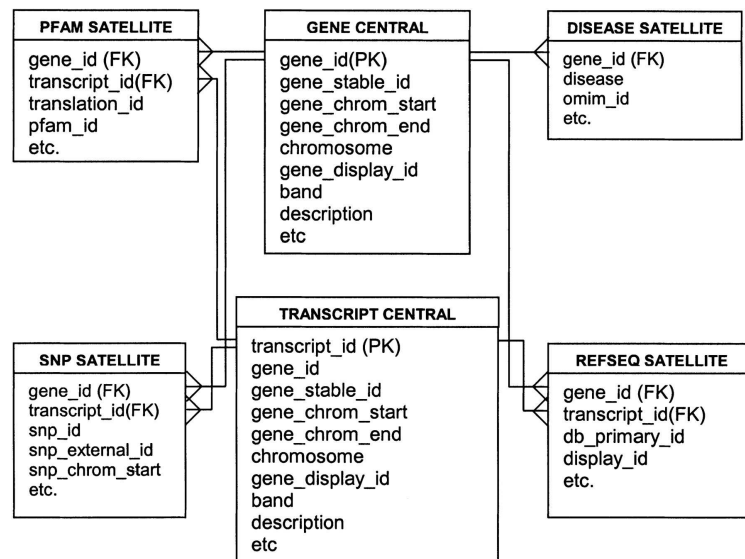 PFAM SATELLITE
gene_id (FK)
transcript_id(FK)
translation_id
pfam_id
etc.
GENE CENTRAL
gene_id(PK)
gene_stable_id
gene_chrom_start
gene_chrom_end
chromosome
gene_display_id
band
description
etc
DISEASE SATELLITE
gene_id (FK)
disease
omim_id
etc.
SNP SATELLITE
gene_id (FK)
transcript_id(FK)
snp_id
snp_external_id
snp_chrom_start
etc.
TRANSCRIPT CENTRAL
transcript_id (PK)
gene_id
gene_stable_id
gene_chrom_start
gene_chrom_end
chromosome
gene_display_id
band
description
etc
REFSEQ SATELLITE
gene_id (FK)
transcript_id(FK)
db_primary_id
display_id
etc.